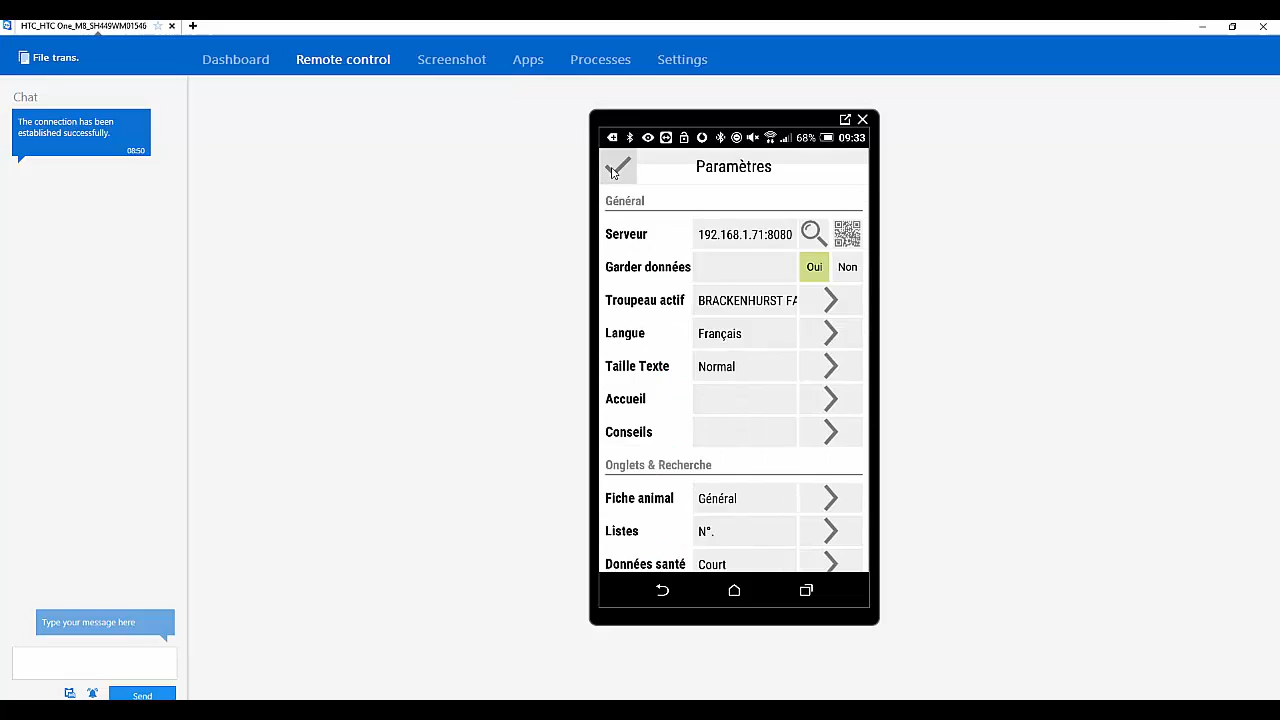 HTC_HTC One_M8_SH449WM01546
File trans.
Dashboard
Remote control
Screenshot
Apps
Processes
Settings
Chat
The connection has been
established successfully.
08:50
68% 09:33
Paramètres
Général
Serveur 192.168.1.71:8080
Garder données Oui Non
Troupeau actif BRACKENHURST FA
Langue Français
Taille Texte Normal
Accueil
Conseils
Onglets & Recherche
Fiche animal Général
Listes N°.
Données santé Court
Type your message here
Send